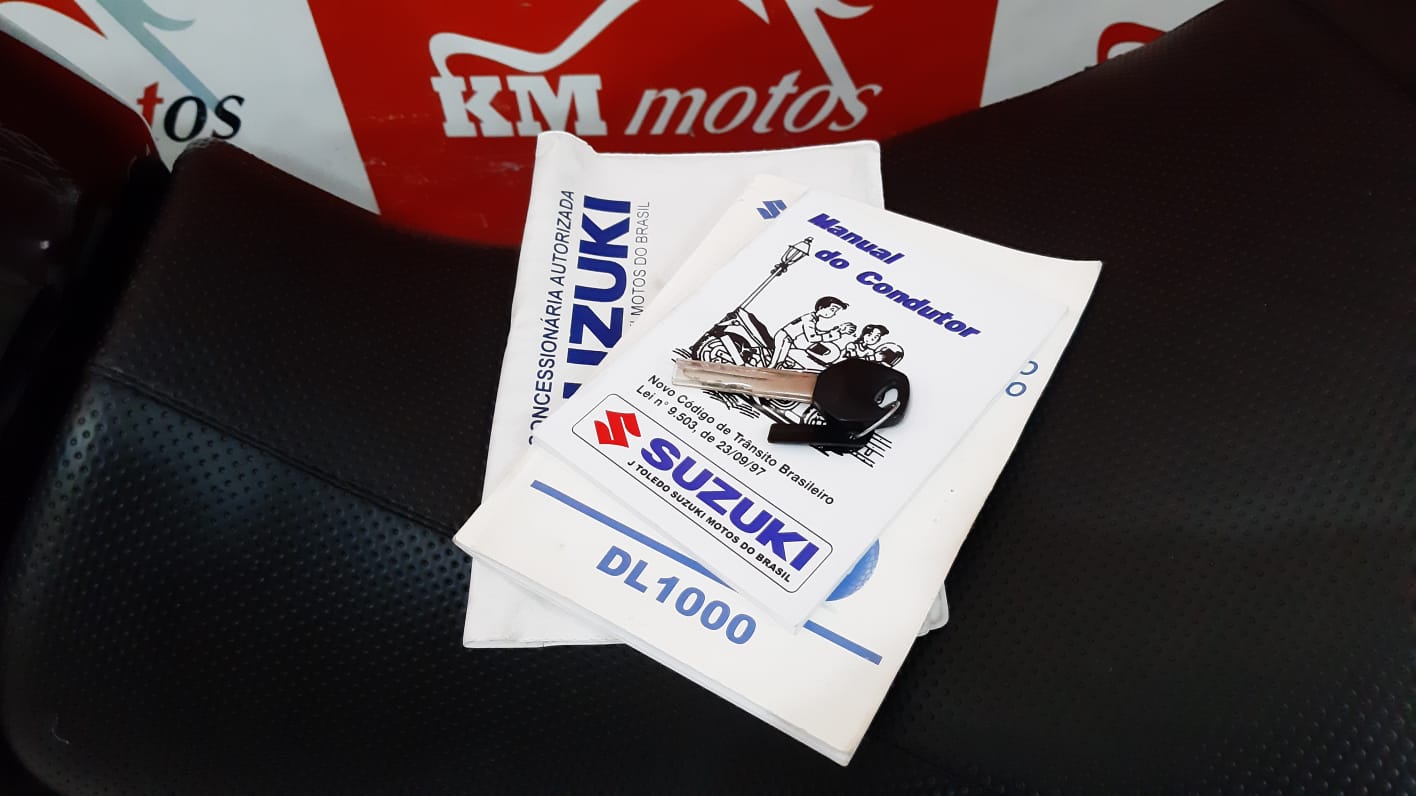 tos
KM motos
CONCESSIONÁRIA AUTORIZADA
SUZUKI
MOTOS DO BRASIL
Manual
do Condutor
Novo Código de Trânsito Brasileiro
Lei n° 9.503, de 23/09/97
SUZUKI
J TOLEDO SUZUKI MOTOS DO BRASIL
DL1000